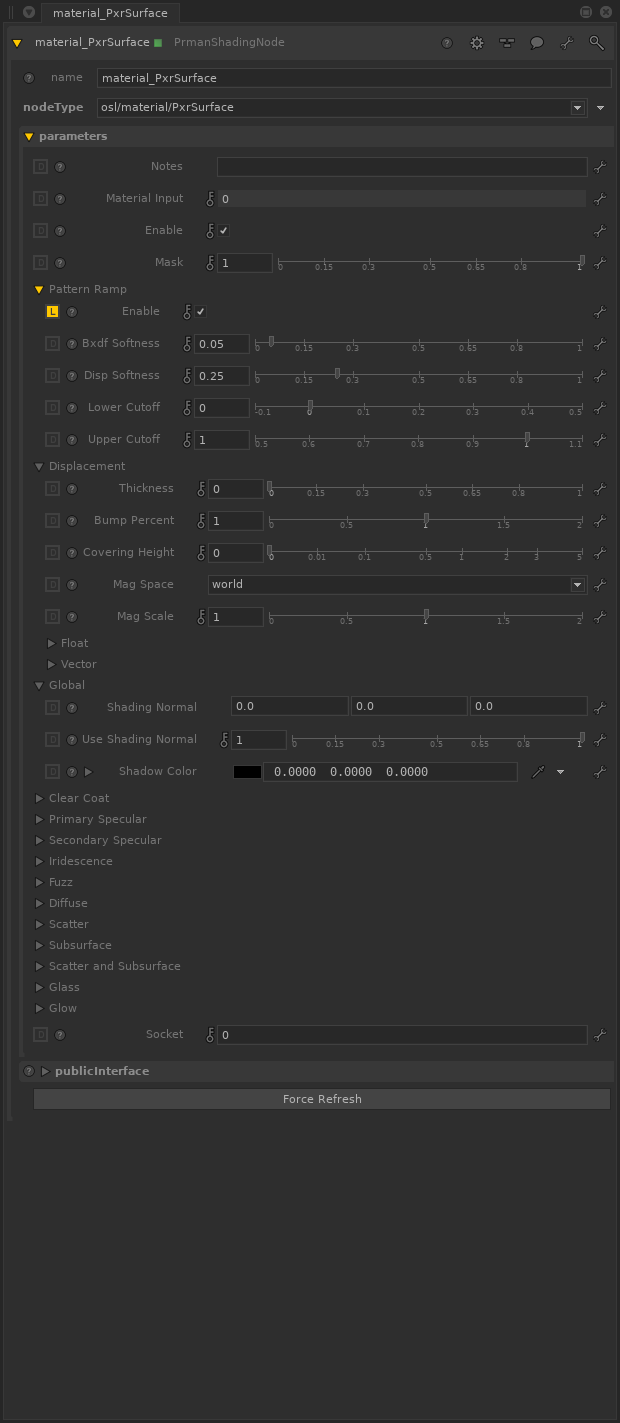 material_PxrSurface
material_PxrSurface PrmanShadingNode
name material_PxrSurface
nodeType osl/material/PxrSurface
parameters
Notes
Material Input 0
Enable
Mask 1 0 0.15 0.3 0.5 0.65 0.8 1
Pattern Ramp
L Enable
Bxdf Softness 0.05 0 0.15 0.3 0.5 0.65 0.8 1
Disp Softness 0.25 0 0.15 0.3 0.5 0.65 0.8 1
Lower Cutoff 0 -0.1 0 0.1 0.2 0.3 0.4 0.5
Upper Cutoff 1 0.5 0.6 0.7 0.8 0.9 1 1.1
Displacement
D Thickness 0 0 0.15 0.3 0.5 0.65 0.8 1
D Bump Percent 1 0 0.5 1 1.5 2
D Covering Height 0 0 0.01 0.1 0.5 1 2 3 5
D Mag Space world
D Mag Scale 1 0 0.5 1 1.5 2
Float
Vector
Global
D Shading Normal 0.0 0.0 0.0
D Use Shading Normal 1 0 0.15 0.3 0.5 0.65 0.8 1
D Shadow Color 0.0000 0.0000 0.0000
Clear Coat
Primary Specular
Secondary Specular
Iridescence
Fuzz
Diffuse
Scatter
Subsurface
Scatter and Subsurface
Glass
Glow
D Socket 0
publicInterface
Force Refresh